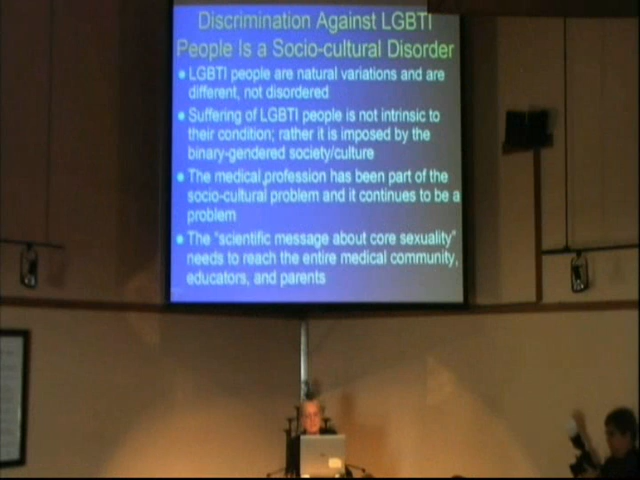 Discrimination Against LGBTI
People Is a Socio-cultural Disorder
LGBTI people are natural variations and are
different, not disordered
Suffering of LGBTI people is not intrinsic to
their condition; rather it is imposed by the
binary-gendered society/culture
The medical profession has been part of the
socio-cultural problem and it continues to be a
problem
The "scientific message about core sexuality"
needs to reach the entire medical community,
educators, and parents